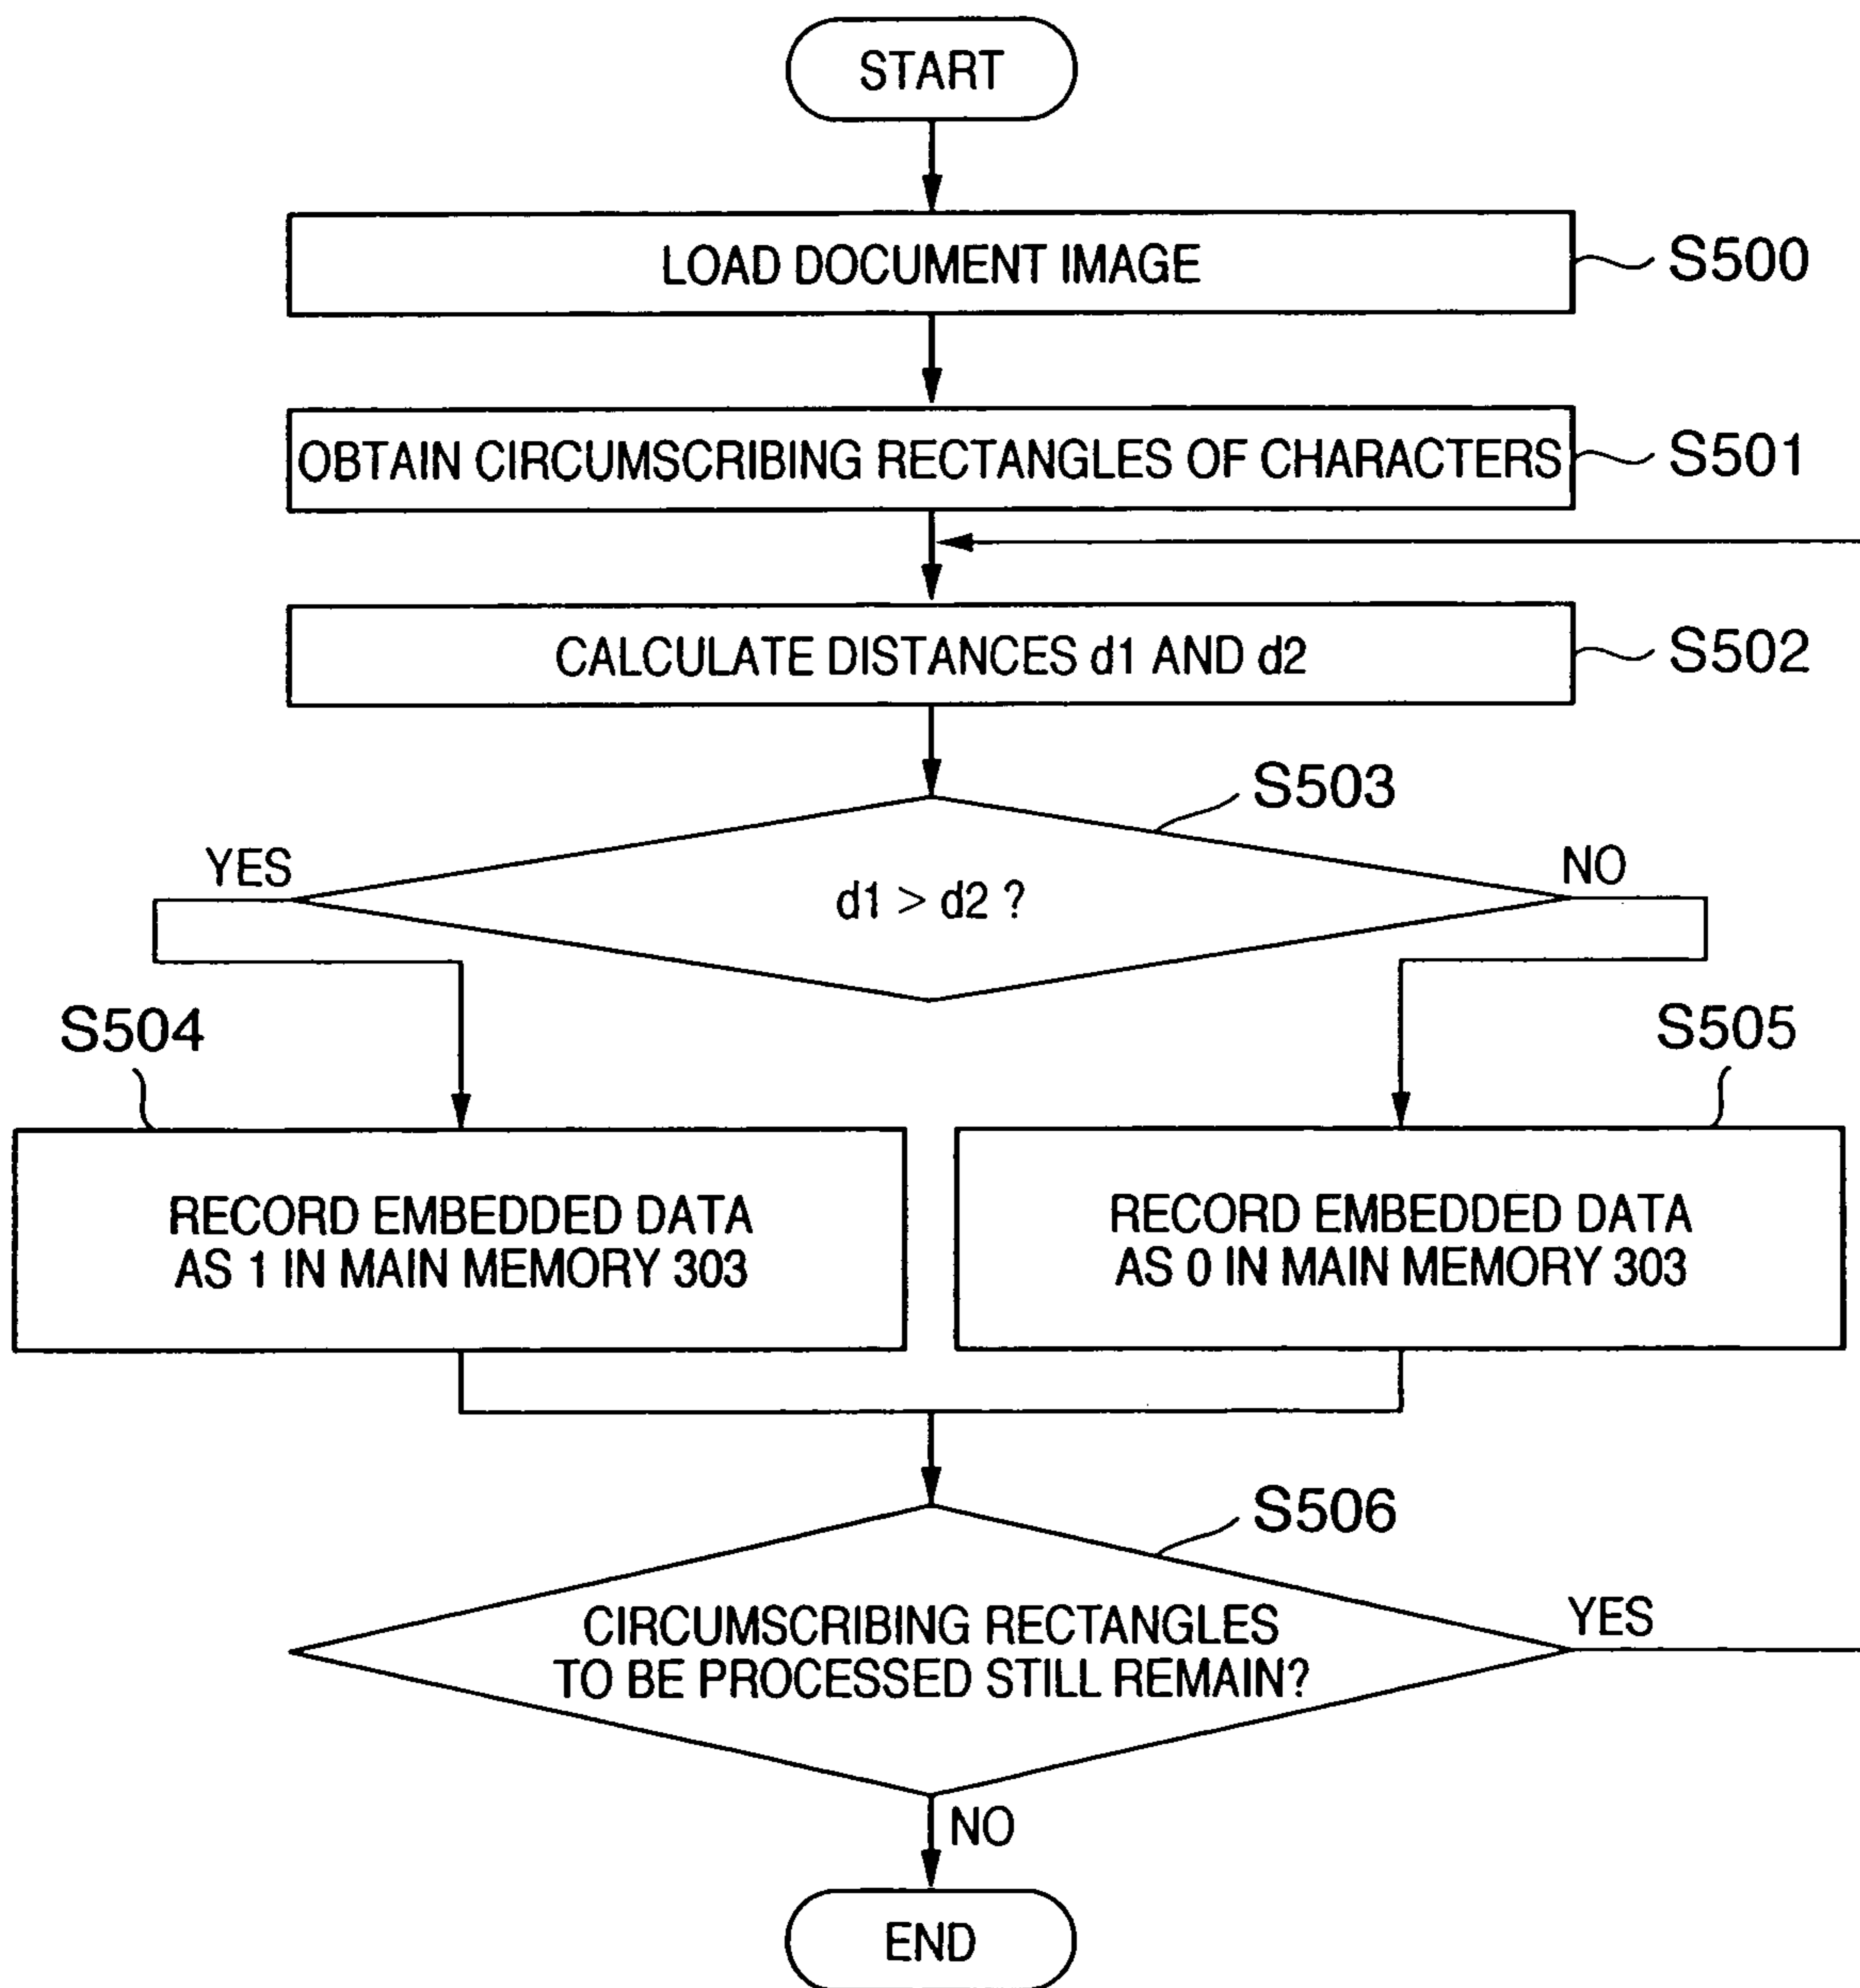 START
LOAD DOCUMENT IMAGE
S500
OBTAIN CIRCUMSCRIBING RECTANGLES OF CHARACTERS
S501
CALCULATE DISTANCES d1 AND d2
S502
S503
YES
NO
d1 > d2 ?
S504
S505
RECORD EMBEDDED DATA
AS 1 IN MAIN MEMORY 303
RECORD EMBEDDED DATA
AS 0 IN MAIN MEMORY 303
S506
CIRCUMSCRIBING RECTANGLES
TO BE PROCESSED STILL REMAIN?
YES
NO
END